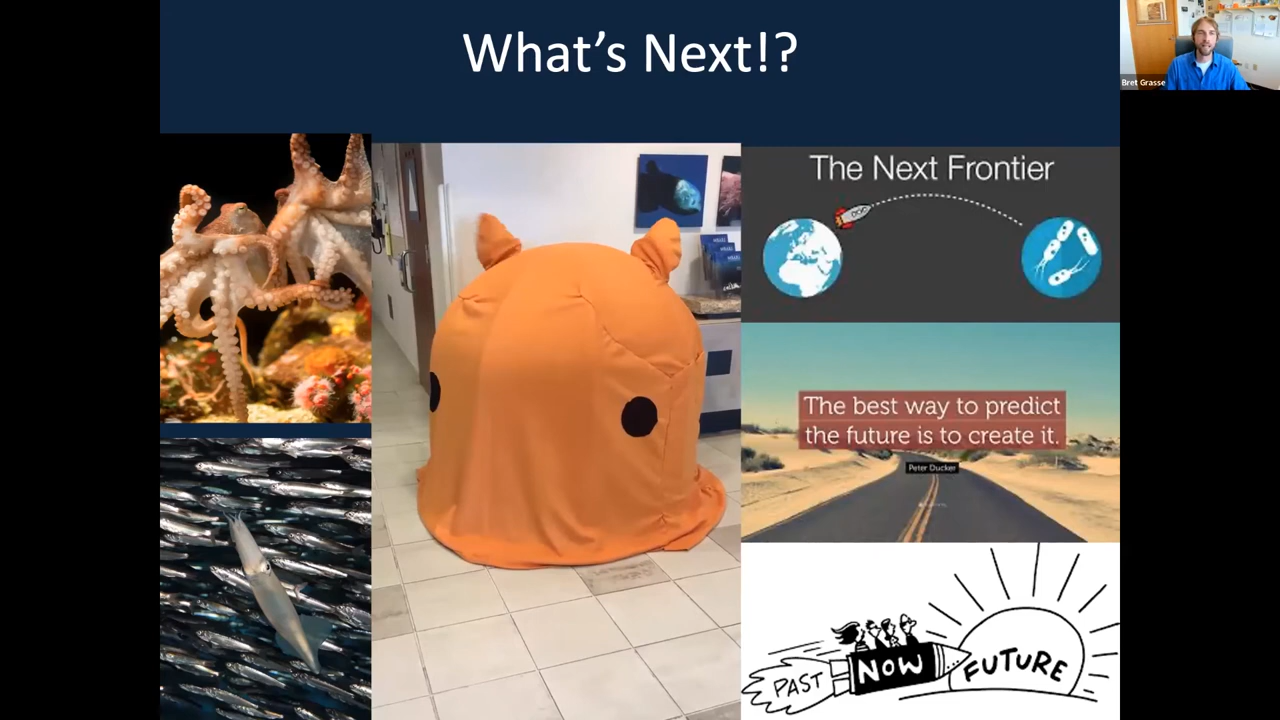 What's Next!?
Bret Grasse
The Next Frontier
The best way to predict
the future is to create it.
Peter Ducker
PAST
NOW
FUTURE